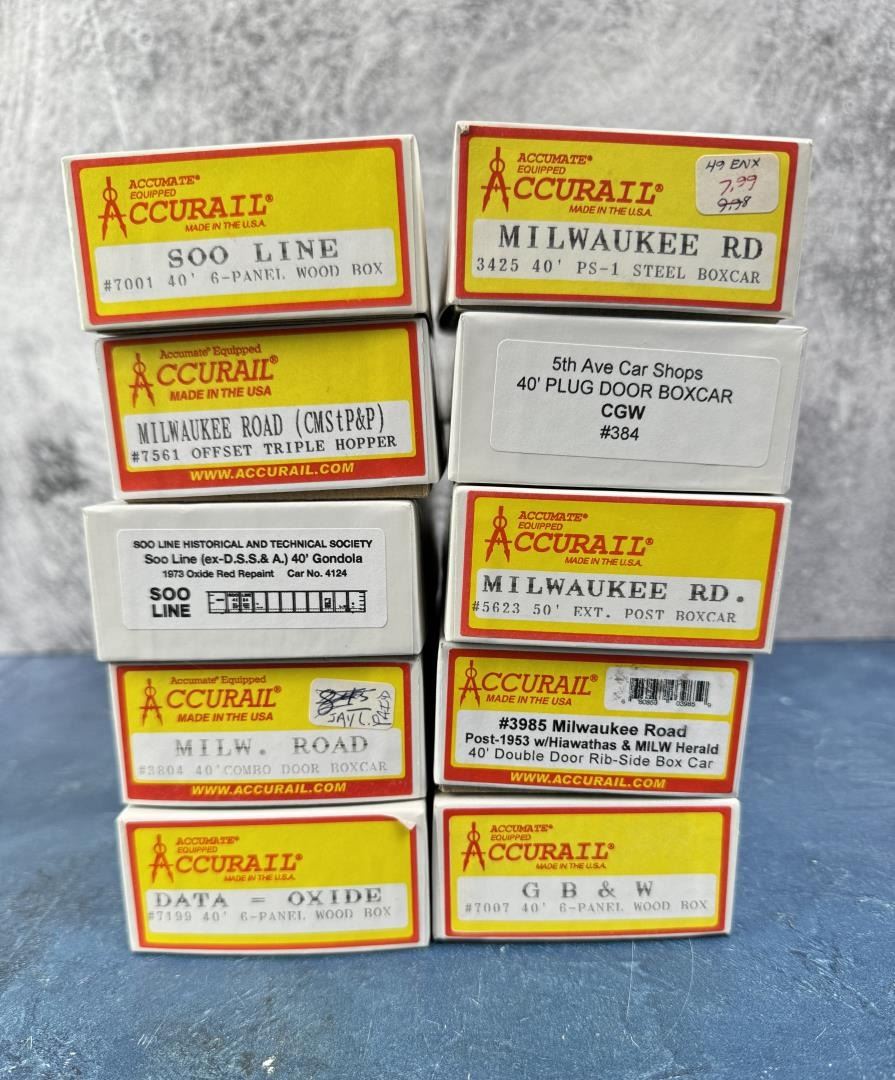 ACCUMATE®
EQUIPPED
ACCURAIL®
MADE IN THE U.S.A.
SOO LINE
#7001 40' 6-PANEL WOOD BOX
Accumate® Equipped
ACCURAIL®
MADE IN THE USA
MILWAUKEE ROAD (CMStP&P)
#7561 OFFSET TRIPLE HOPPER
WWW.ACCURAIL.COM
SOO LINE HISTORICAL AND TECHNICAL SOCIETY
Soo Line (ex-D.S.S.& A.) 40' Gondola
1973 Oxide Red Repaint Car No. 4124
SOO
LINE
Accumate® Equipped
ACCURAIL®
MADE IN THE USA
JAY C.
PAID
MILW. ROAD
#3804 40' COMBO DOOR BOXCAR
WWW.ACCURAIL.COM
ACCUMATE®
EQUIPPED
ACCURAIL®
MADE IN THE U.S.A.
DATA = OXIDE
#7199 40' 6-PANEL WOOD BOX
ACCUMATE®
EQUIPPED
ACCURAIL®
MADE IN THE U.S.A.
49 ENX
7.99
9.98
MILWAUKEE RD
3425 40' PS-1 STEEL BOXCAR
5th Ave Car Shops
40' PLUG DOOR BOXCAR
CGW
#384
ACCUMATE®
EQUIPPED
ACCURAIL®
MADE IN THE U.S.A.
MILWAUKEE RD.
#5623 50' EXT. POST BOXCAR
ACCURAIL®
MADE IN THE USA
03985
#3985 Milwaukee Road
Post-1953 w/Hiawathas & MILW Herald
40' Double Door Rib-Side Box Car
WWW.ACCURAIL.COM
ACCUMATE®
EQUIPPED
ACCURAIL®
MADE IN THE U.S.A.
G B & W
#7007 40' 6-PANEL WOOD BOX